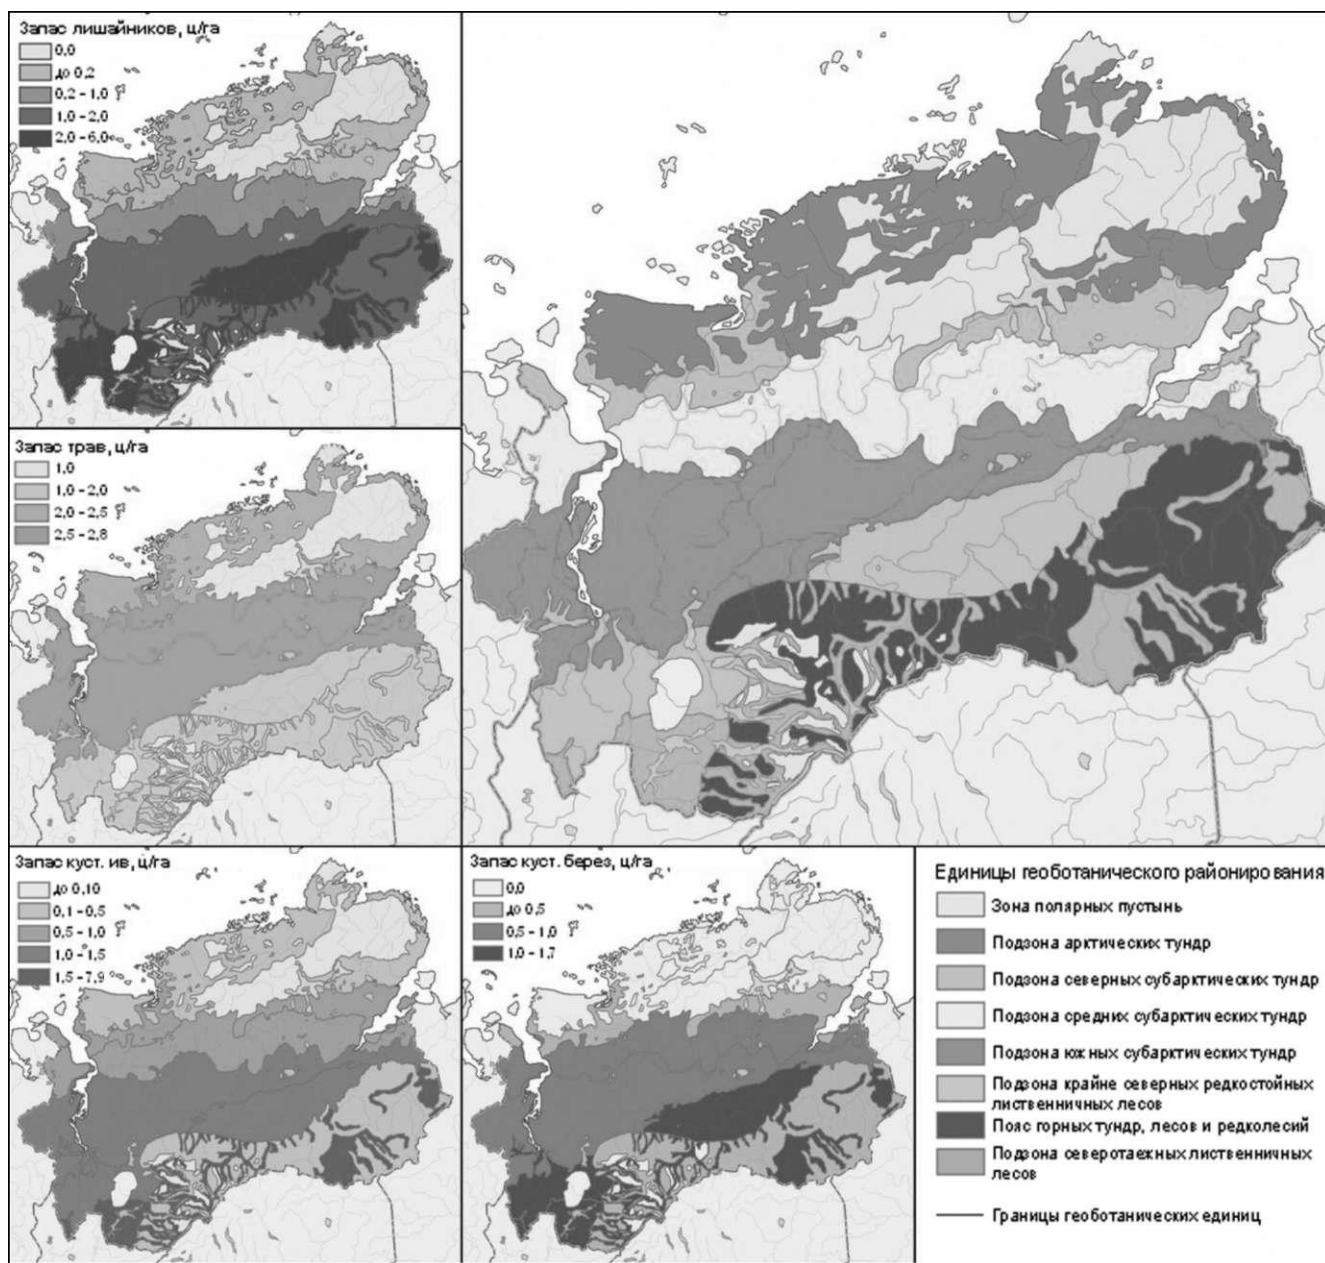 Запас лишайников, ц/га
0,0
до 0,2
0,2 - 1,0
1,0 - 2,0
2,0 - 6,0
Запас трав, ц/га
1,0
1,0 - 2,0
2,0 - 2,5
2,5 - 2,8
Запас куст. ив, ц/га
до 0,10
0,1 - 0,5
0,5 - 1,0
1,0 - 1,5
1,5 - 7,9
Запас куст. берез, ц/га
0,0
до 0,5
0,5 - 1,0
1,0 - 1,7
Единицы геоботанического районирования
Зона полярных пустынь
Подзона арктических тундр
Подзона северных субарктических тундр
Подзона средних субарктических тундр
Подзона южных субарктических тундр
Подзона крайне северных редкостойных
лиственничных лесов
Пояс горных тундр, лесов и редколесий
Подзона северотаежных лиственничных
лесов
Границы геоботанических единиц